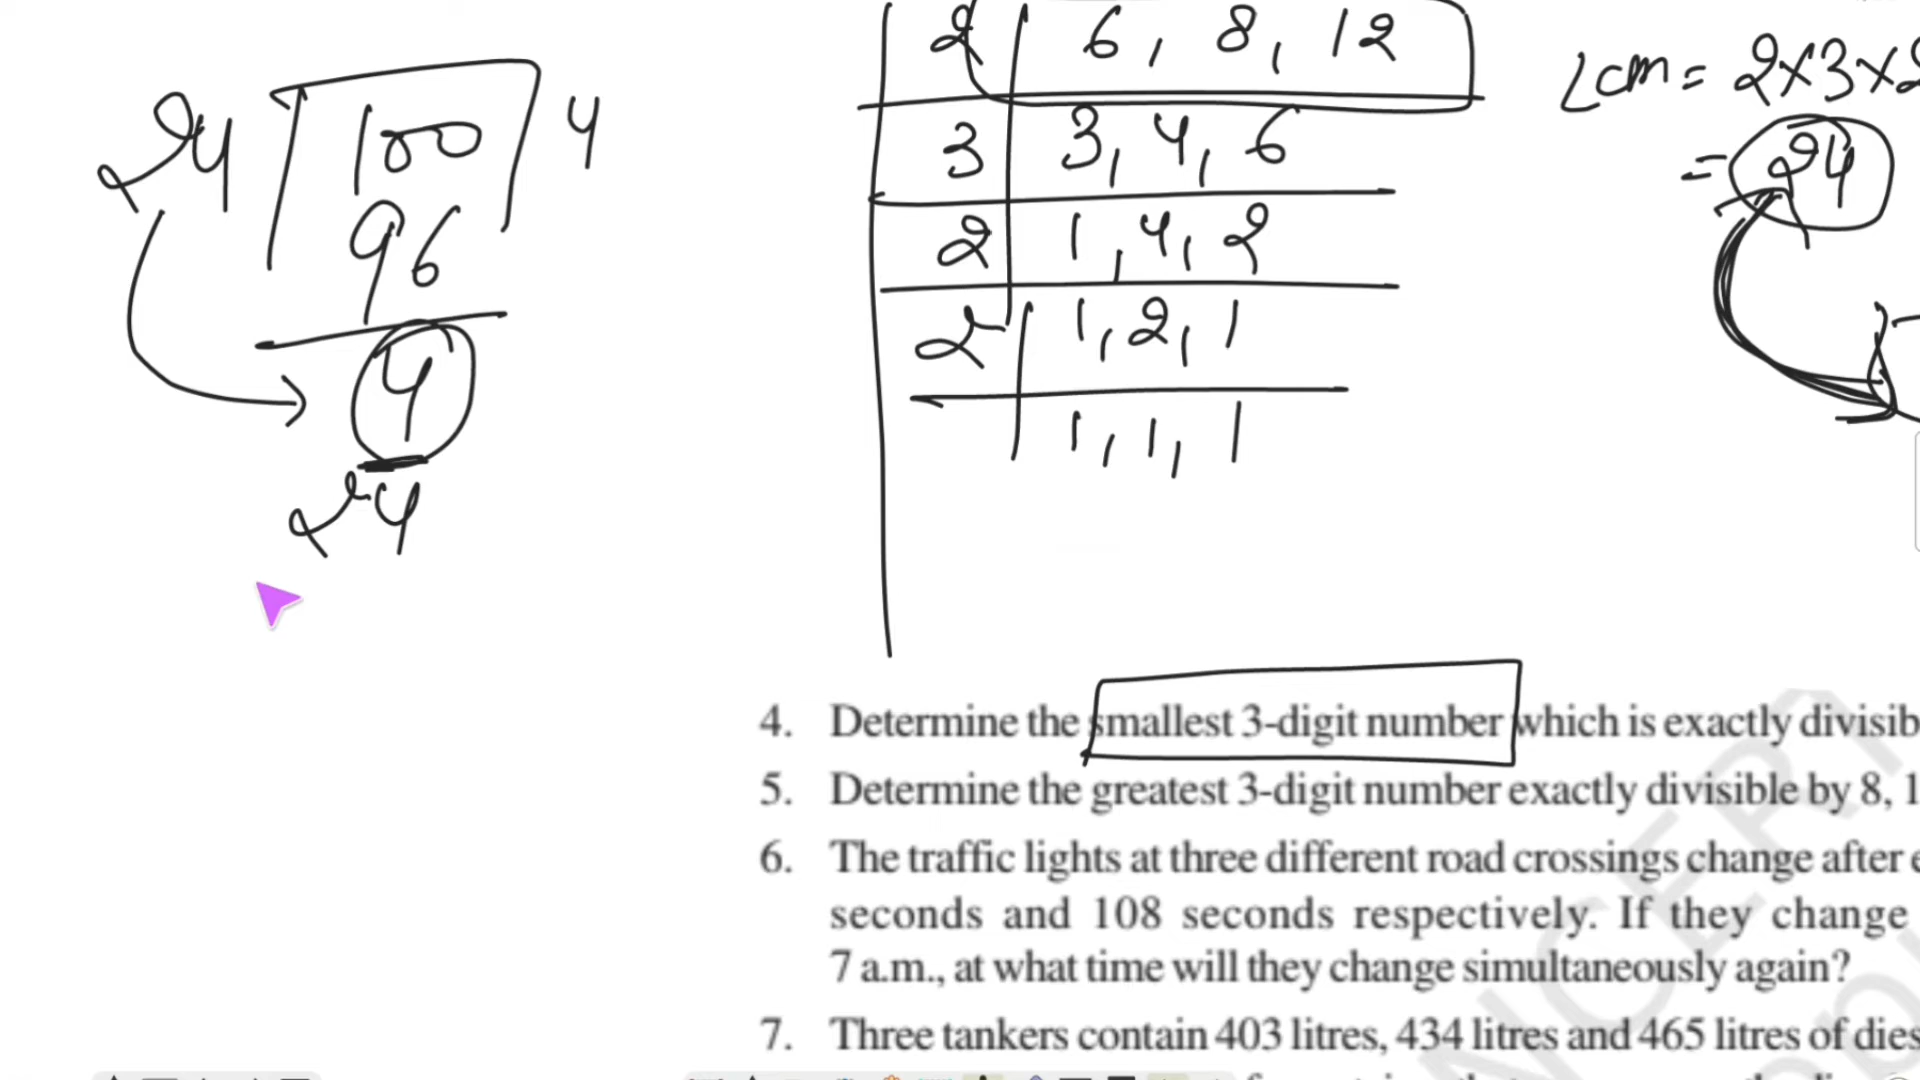 24 100 4
96
4
24
2 6, 8, 12
3 3, 4, 6
2 1, 4, 2
2 1, 2, 1
1, 1, 1
Lcm = 2×3×2
= 24
4. Determine the smallest 3-digit number which is exactly divisib
5. Determine the greatest 3-digit number exactly divisible by 8, 1
6. The traffic lights at three different road crossings change after e
seconds and 108 seconds respectively. If they change
7 a.m., at what time will they change simultaneously again?
7. Three tankers contain 403 litres, 434 litres and 465 litres of dies
NCERT